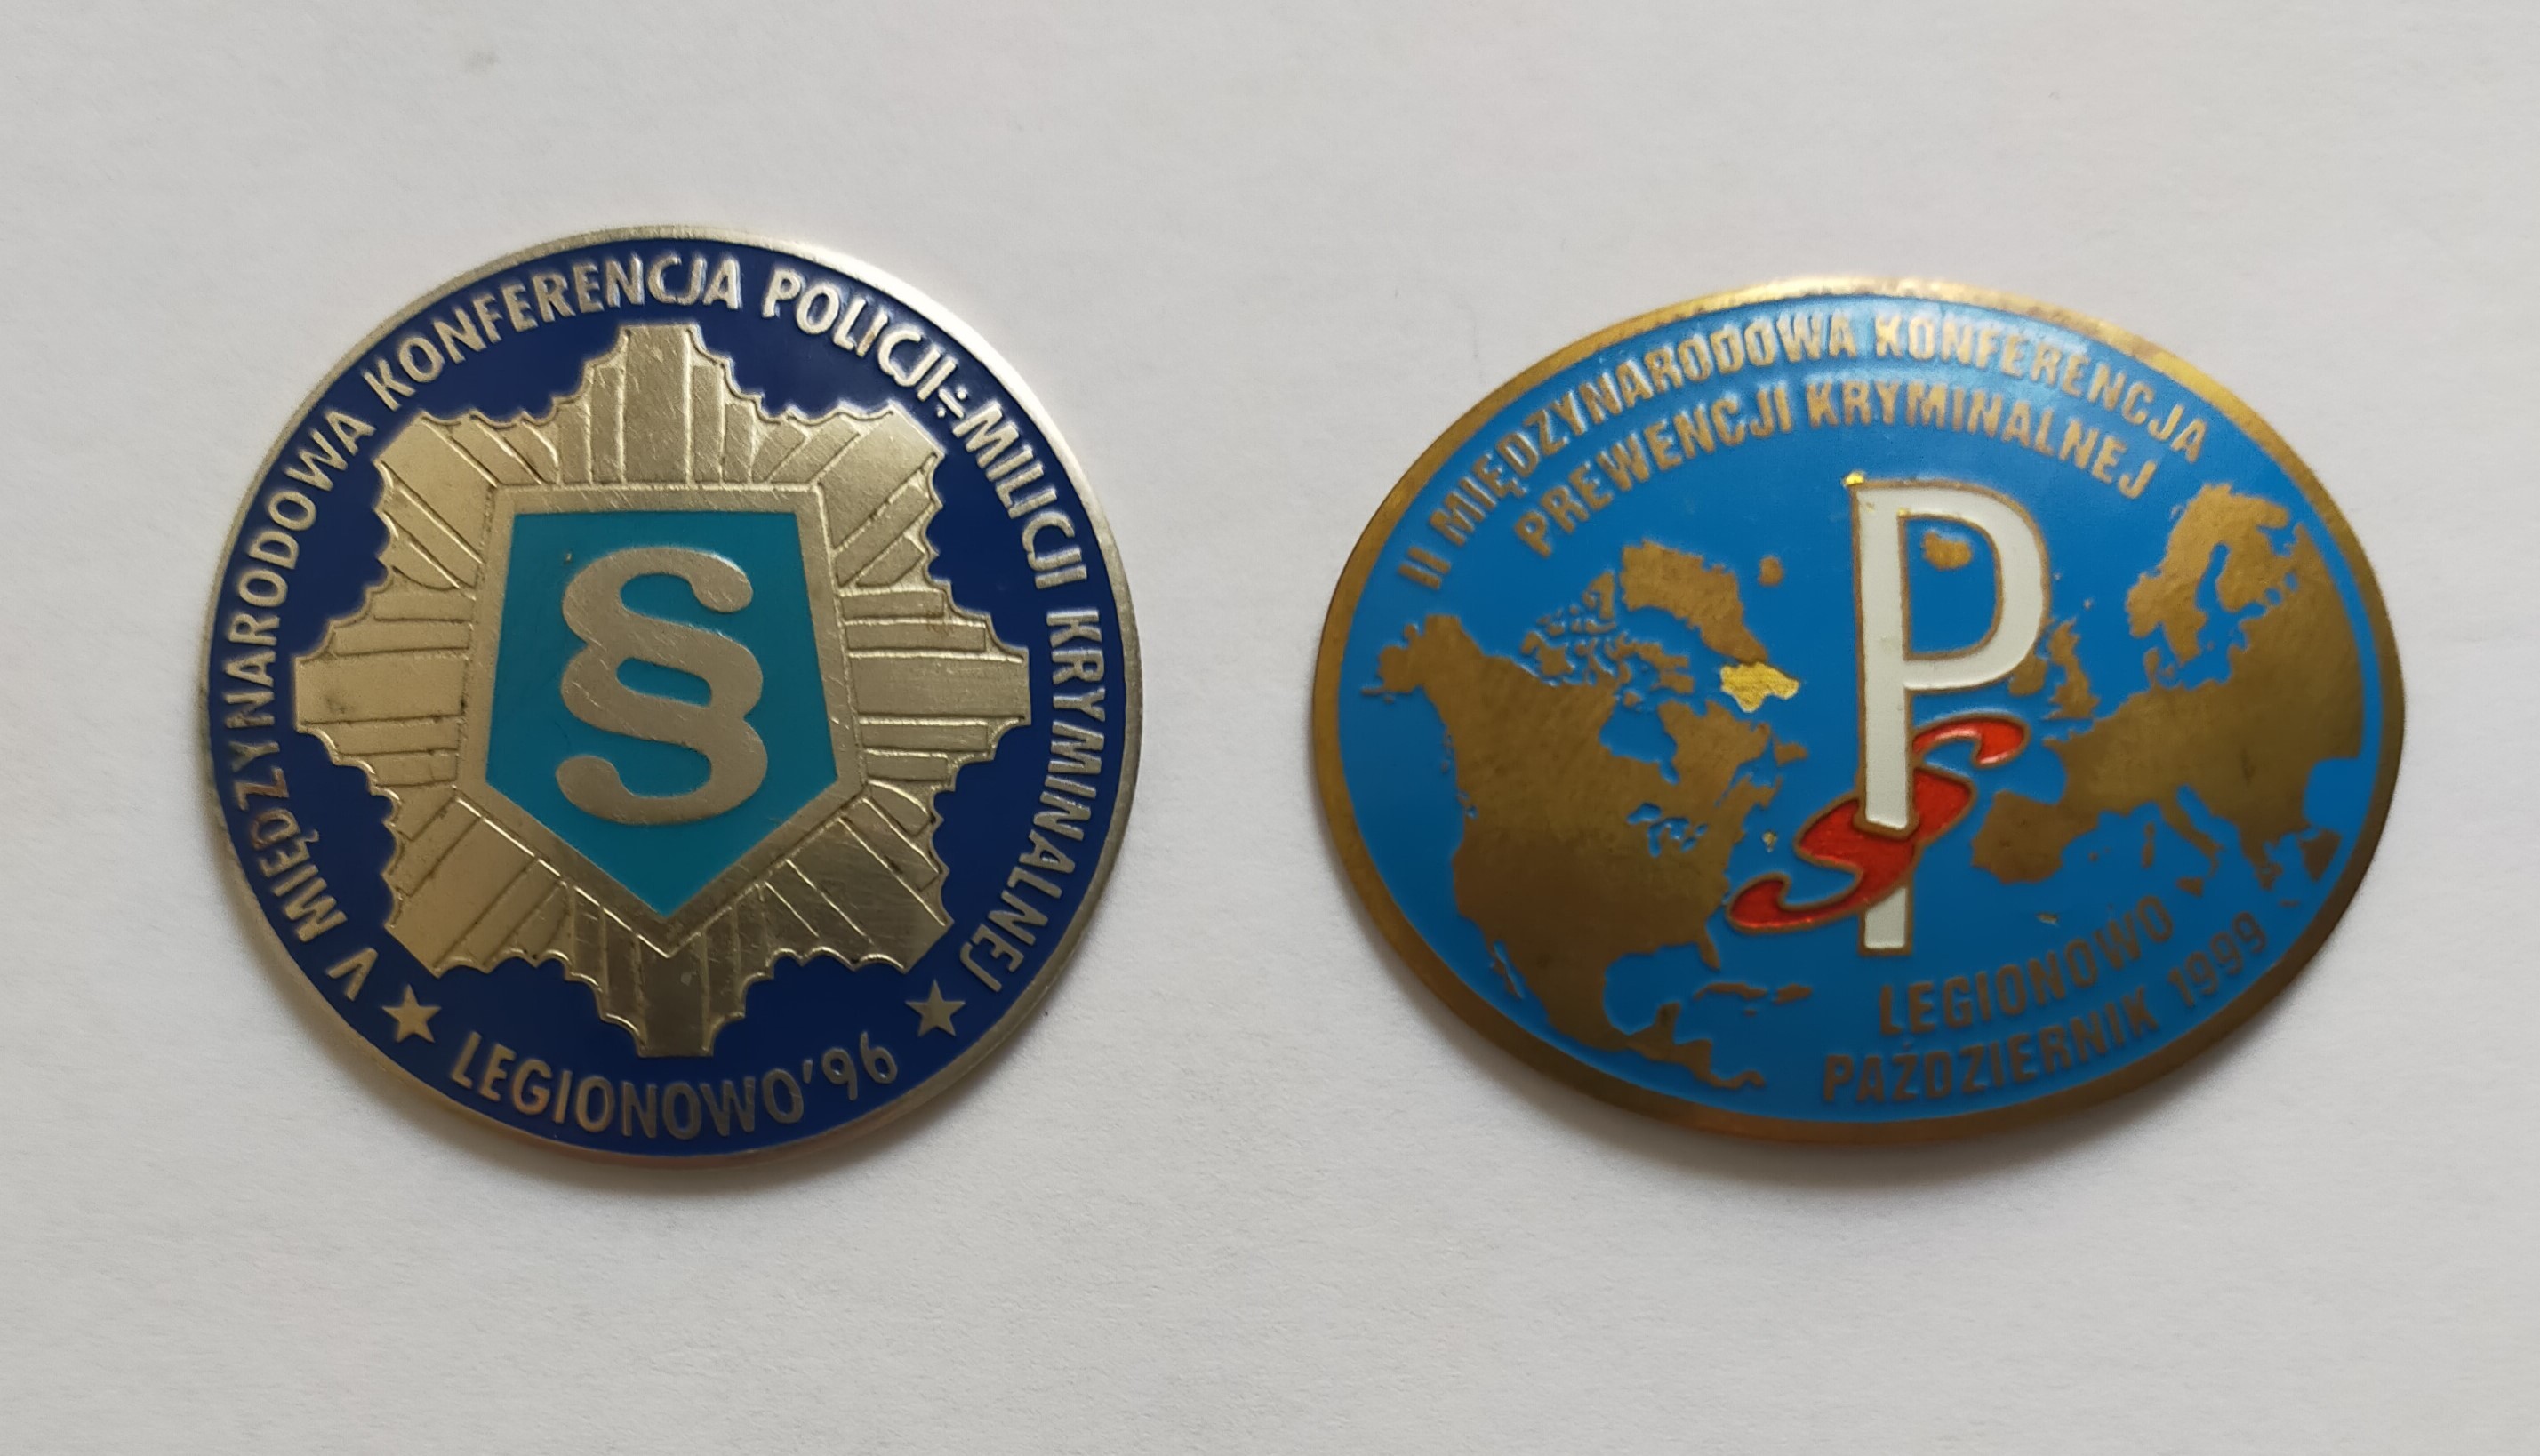 V MIĘDZYNARODOWA KONFERENCJA POLICJI÷MILICJI KRYMINALNEJ
§
LEGIONOWO'96
II MIĘDZYNARODOWA KONFERENCJA
PREWENCJI KRYMINALNEJ
P
S
LEGIONOWO
PAŹDZIERNIK 1999